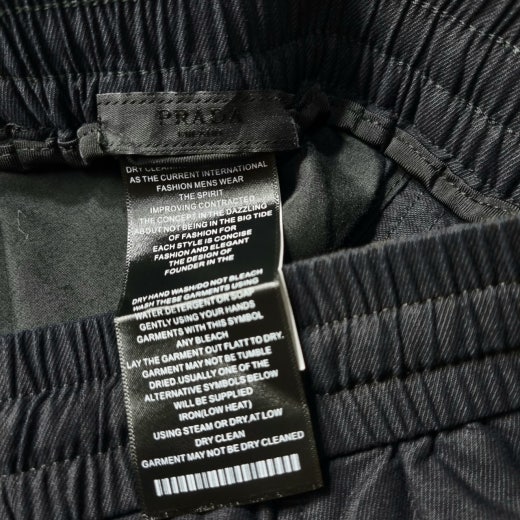 PRADA
DRY CLEAN
AS THE CURRENT INTERNATIONAL
FASHION MENS WEAR
THE SPIRIT
IMPROVING CONTRACTED
THE CONCEPT IN THE DAZZLING
ABOUT NOT BEING IN THE BIG TIDE
OF FASHION FOR
EACH STYLE IS CONCISE
FASHION AND ELEGANT
THE DESIGN OF
FOUNDER IN THE
DRY HAND WASH/DO NOT BLEACH
WASH THESE GARMENTS USING
WATER DETERGENT OR SOAP
GENTLY USING YOUR HANDS
GARMENTS WITH THIS SYMBOL
ANY BLEACH
LAY THE GARMENT OUT FLATT TO DRY.
GARMENT MAY NOT BE TUMBLE
DRIED.USUALLY ONE OF THE
ALTERNATIVE SYMBOLS BELOW
WILL BE SUPPLIED
IRON(LOW HEAT)
USING STEAM OR DRY.AT LOW
DRY CLEAN
GARMENT MAY NOT BE DRY CLEANED